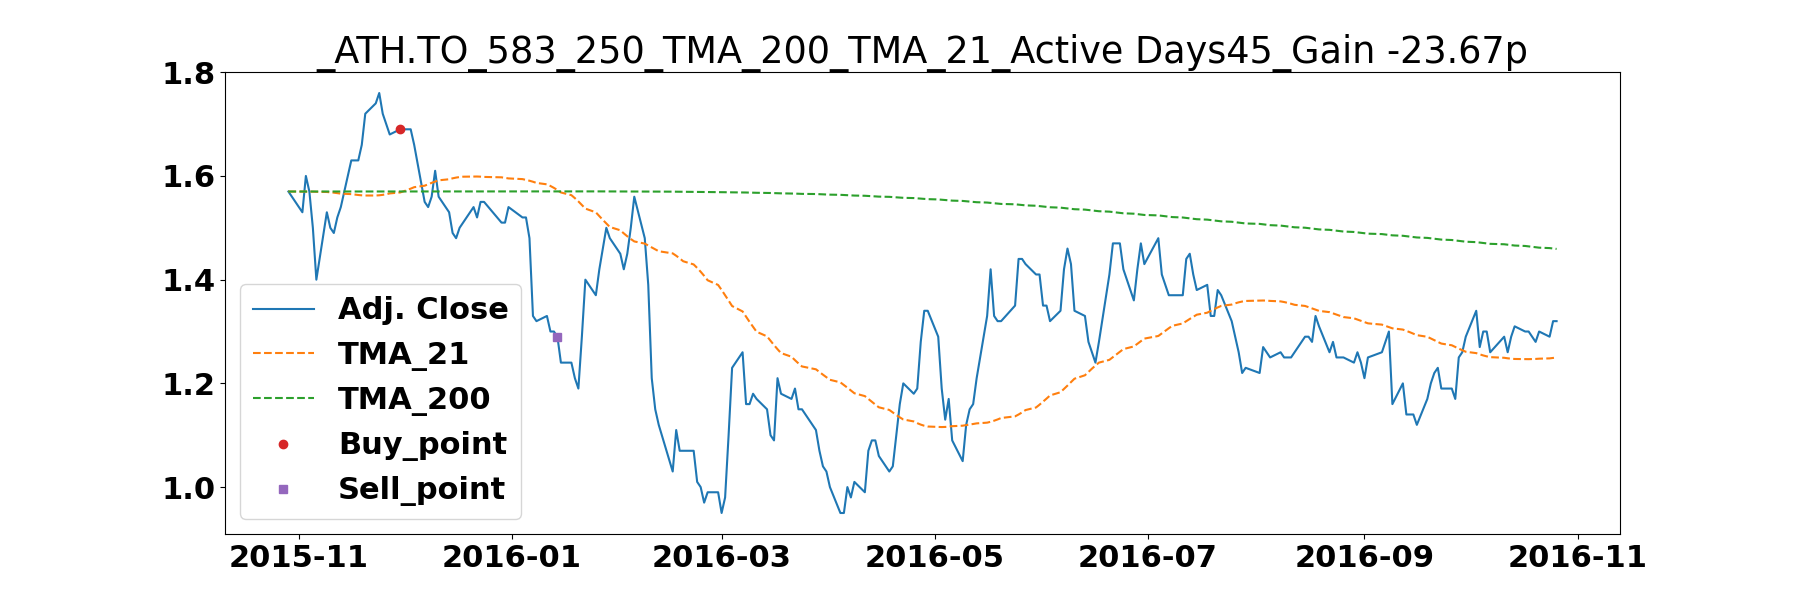 _ATH.TO_583_250_TMA_200_TMA_21_Active Days45_Gain -23.67p
1.8
1.6
1.4
1.2
1.0
Adj. Close
TMA_21
TMA_200
Buy_point
Sell_point
2015-11 2016-01 2016-03 2016-05 2016-07 2016-09 2016-11